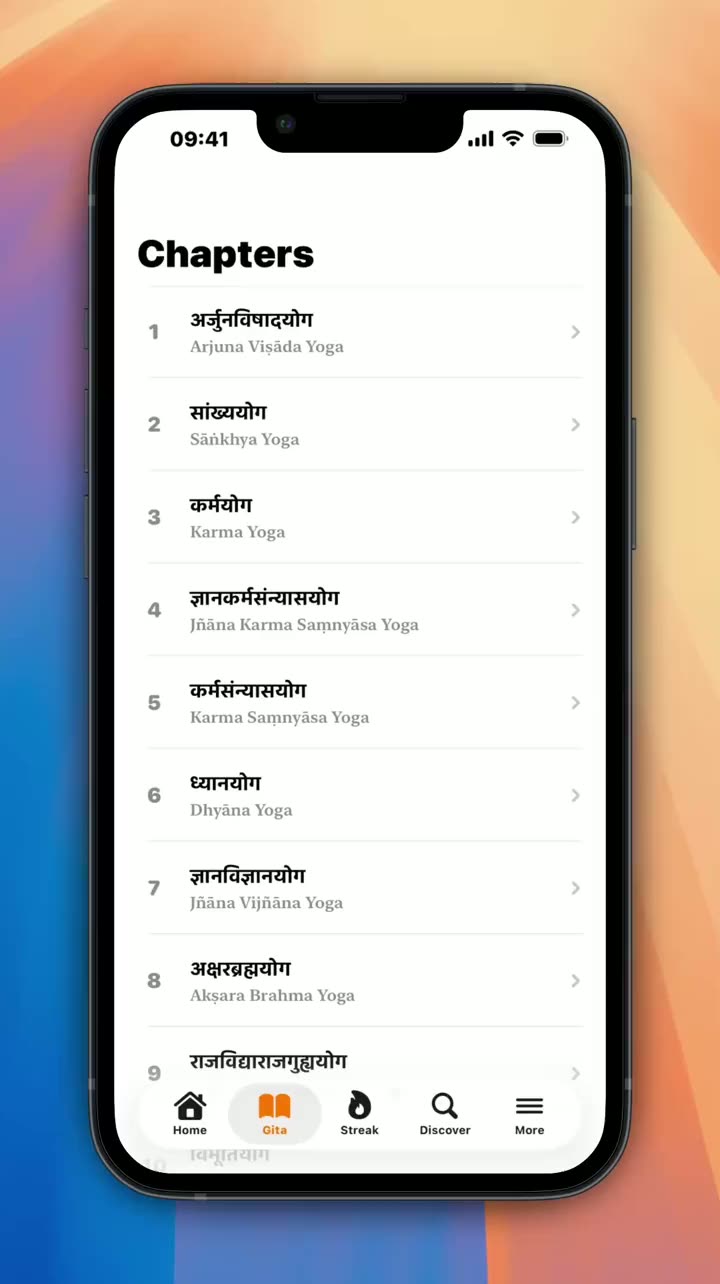 09:41
Chapters
1
अर्जुनविषादयोग
Arjuna Viṣāda Yoga
2
सांख्ययोग
Sāṅkhya Yoga
3
कर्मयोग
Karma Yoga
4
ज्ञानकर्मसंन्यासयोग
Jñāna Karma Saṃnyāsa Yoga
5
कर्मसंन्यासयोग
Karma Saṃnyāsa Yoga
6
ध्यानयोग
Dhyāna Yoga
7
ज्ञानविज्ञानयोग
Jñāna Vijñāna Yoga
8
अक्षरब्रह्मयोग
Akṣara Brahma Yoga
9
राजविद्याराजगुह्ययोग
Home
Gita
Streak
Discover
More
10
विभूतियोग